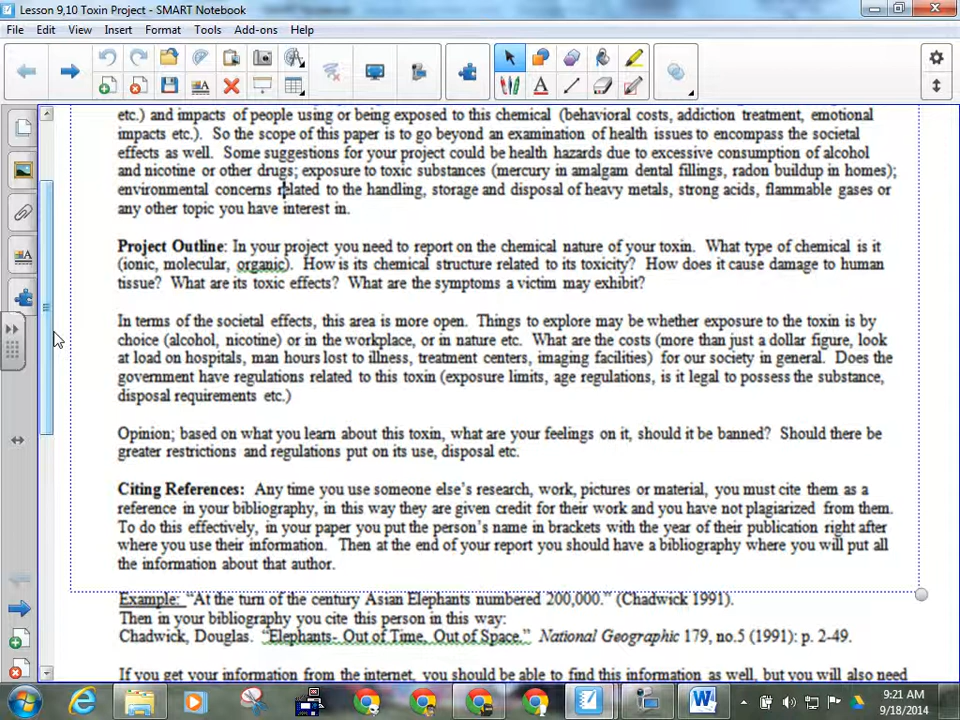 Lesson 9,10 Toxin Project - SMART Notebook
File Edit View Insert Format Tools Add-ons Help
etc.) and impacts of people using or being exposed to this chemical (behavioral costs, addiction treatment, emotional
impacts etc.). So the scope of this paper is to go beyond an examination of health issues to encompass the societal
effects as well. Some suggestions for your project could be health hazards due to excessive consumption of alcohol
and nicotine or other drugs; exposure to toxic substances (mercury in amalgam dental fillings, radon buildup in homes);
environmental concerns related to the handling, storage and disposal of heavy metals, strong acids, flammable gases or
any other topic you have interest in.
Project Outline: In your project you need to report on the chemical nature of your toxin. What type of chemical is it
(ionic, molecular, organic). How is its chemical structure related to its toxicity? How does it cause damage to human
tissue? What are its toxic effects? What are the symptoms a victim may exhibit?
In terms of the societal effects, this area is more open. Things to explore may be whether exposure to the toxin is by
choice (alcohol, nicotine) or in the workplace, or in nature etc. What are the costs (more than just a dollar figure, look
at load on hospitals, man hours lost to illness, treatment centers, imaging facilities) for our society in general. Does the
government have regulations related to this toxin (exposure limits, age regulations, is it legal to possess the substance,
disposal requirements etc.)
Opinion; based on what you learn about this toxin, what are your feelings on it, should it be banned? Should there be
greater restrictions and regulations put on its use, disposal etc.
Citing References: Any time you use someone else's research, work, pictures or material, you must cite them as a
reference in your bibliography, in this way they are given credit for their work and you have not plagiarized from them.
To do this effectively, in your paper you put the person's name in brackets with the year of their publication right after
where you use their information. Then at the end of your report you should have a bibliography where you will put all
the information about that author.
Example: "At the turn of the century Asian Elephants numbered 200,000." (Chadwick 1991).
Then in your bibliography you cite this person in this way:
Chadwick, Douglas. "Elephants- Out of Time, Out of Space." National Geographic 179, no.5 (1991): p. 2-49.
If you get your information from the internet, you should be able to find this information as well, but you will also need
9:21 AM
9/18/2014